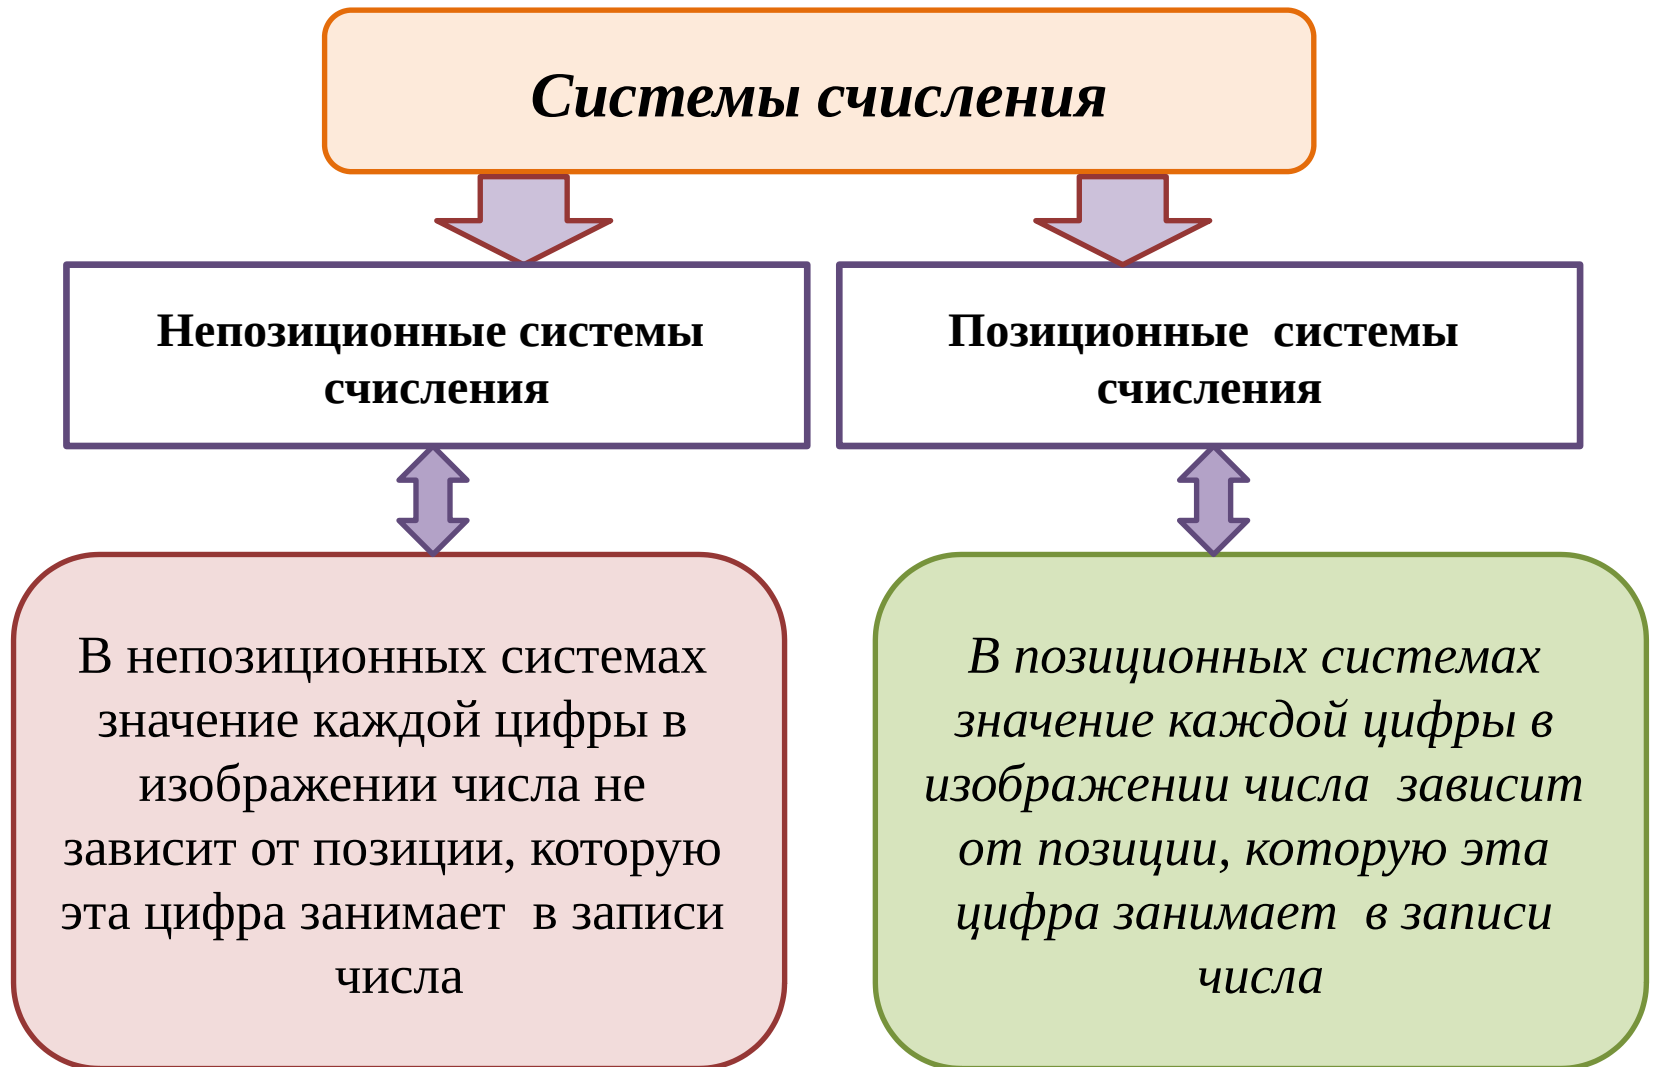 Системы счисления
Непозиционные системы
счисления
Позиционные  системы
счисления
В непозиционных системах
значение каждой цифры в
изображении числа не
зависит от позиции, которую
эта цифра занимает  в записи
числа
В позиционных системах
значение каждой цифры в
изображении числа  зависит
от позиции, которую эта
цифра занимает  в записи
числа